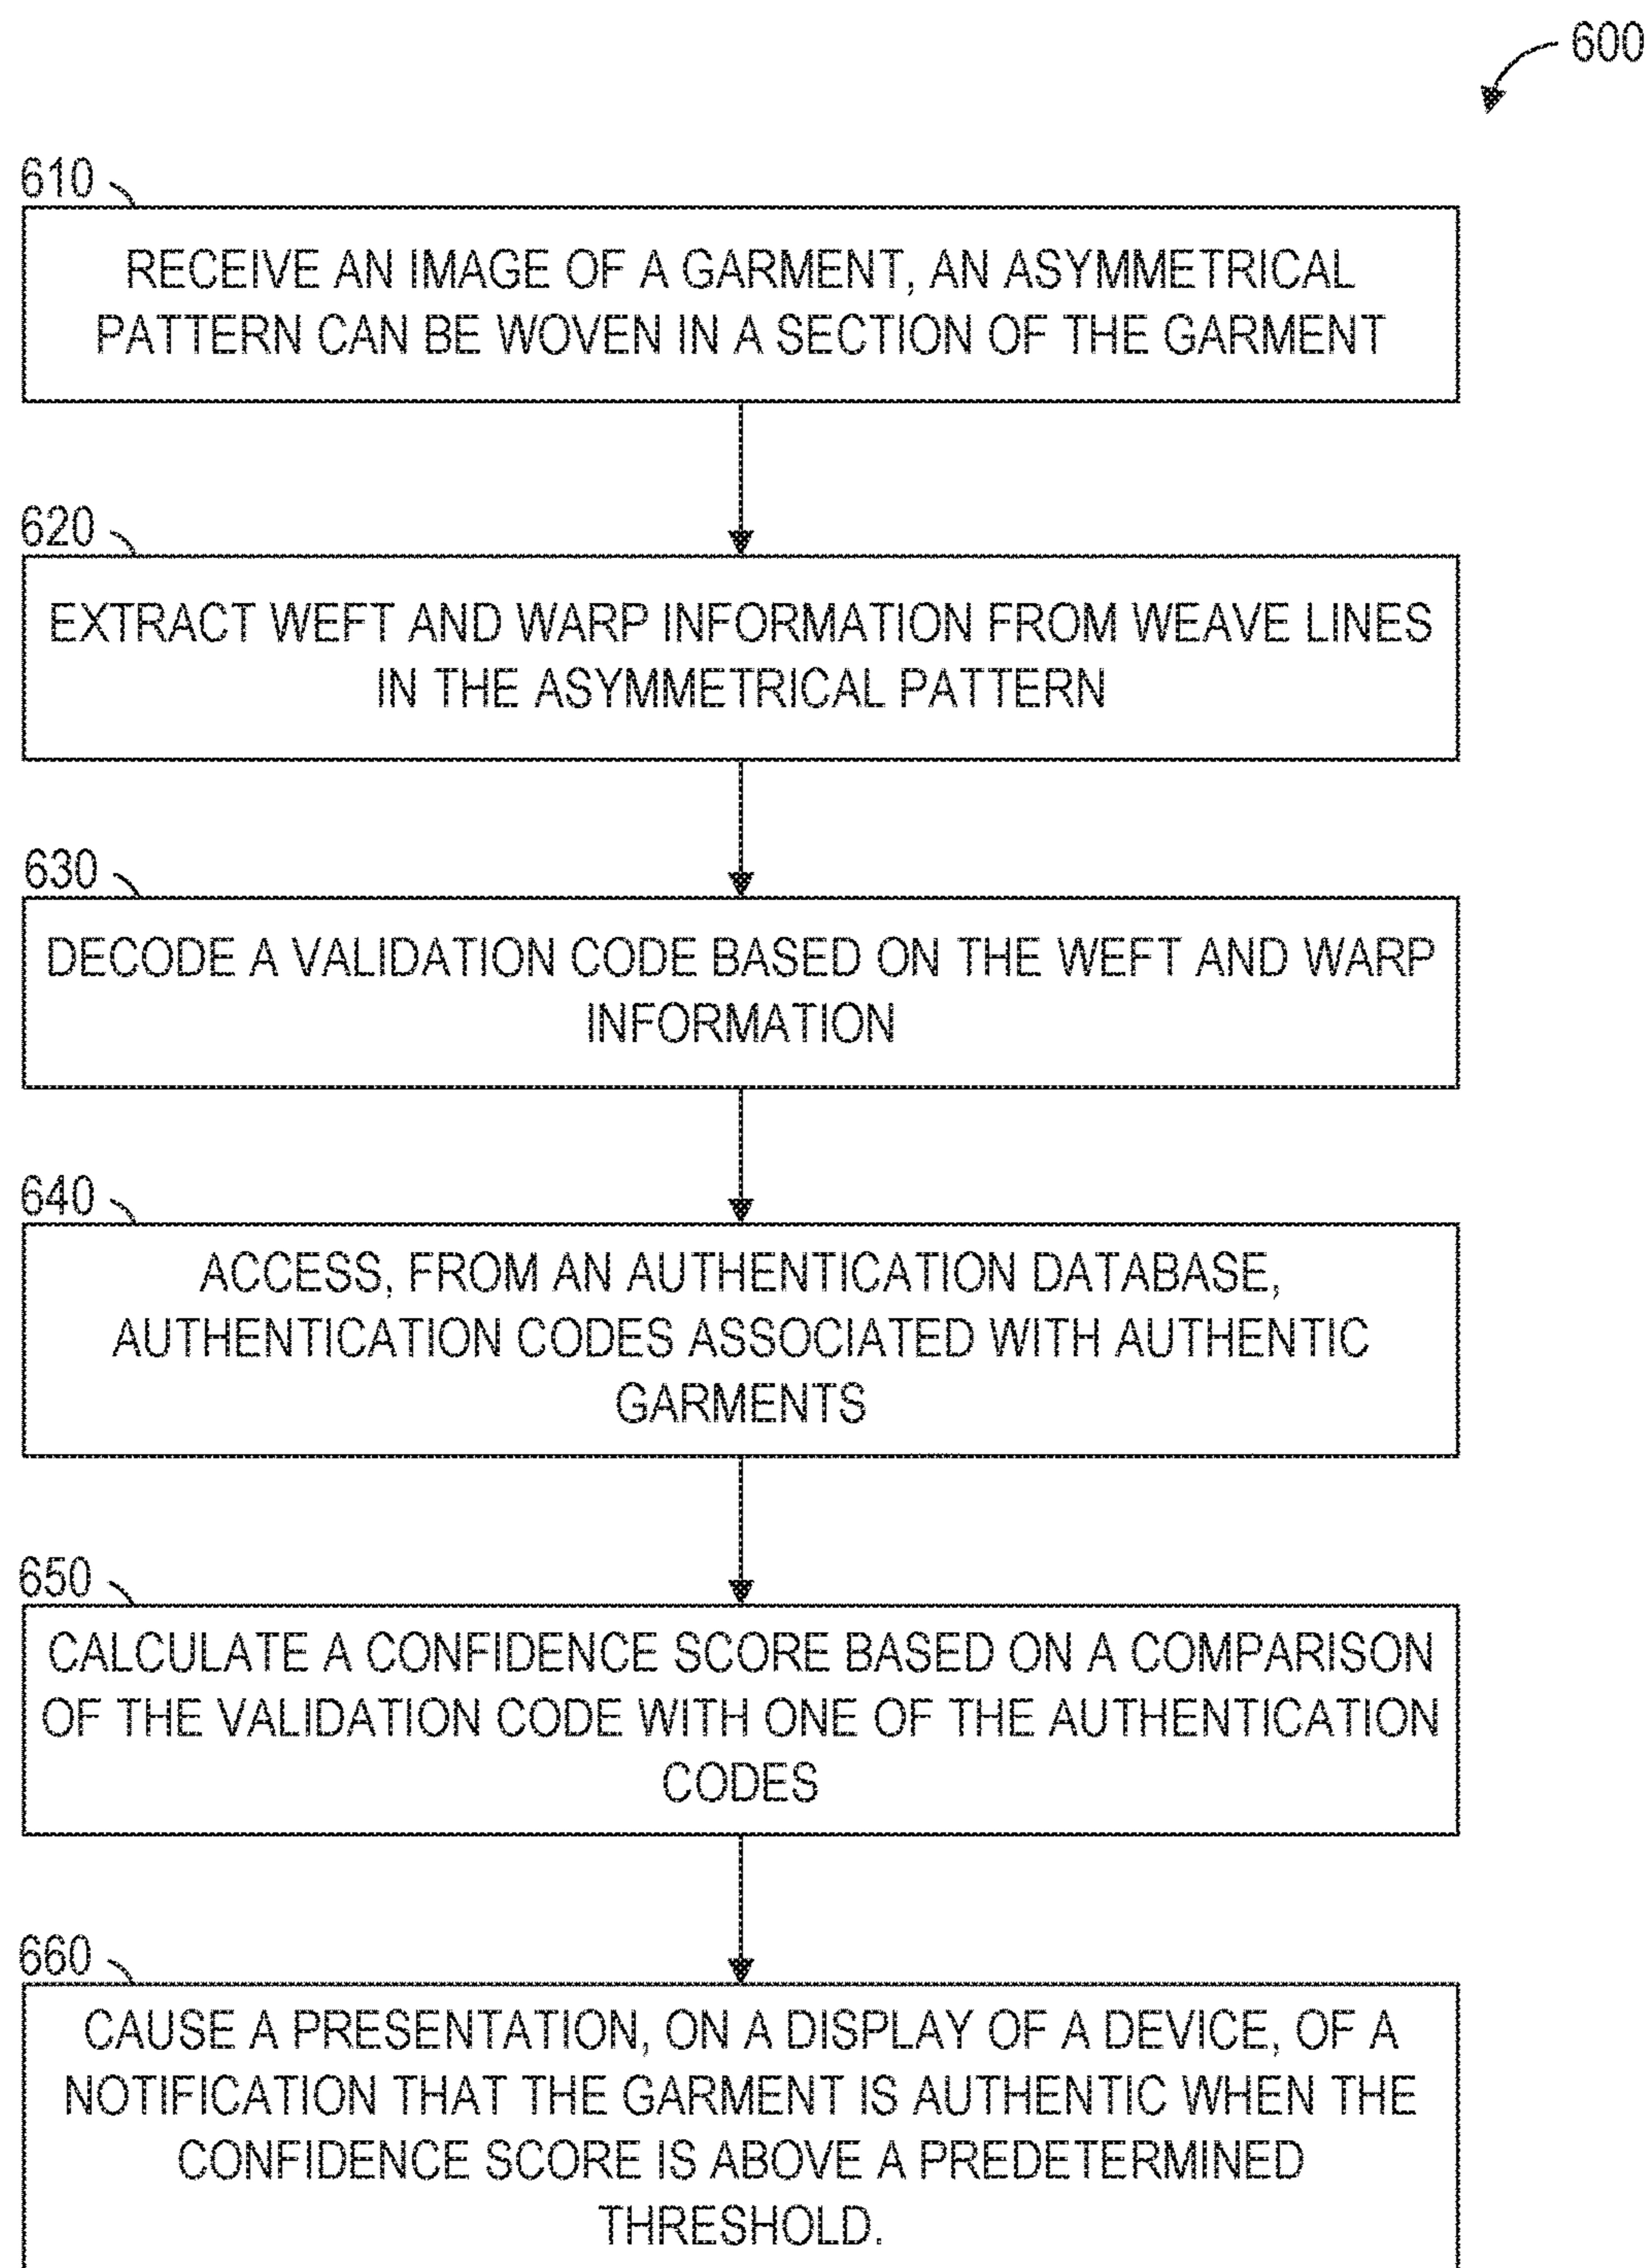 600
610
RECEIVE AN IMAGE OF A GARMENT, AN ASYMMETRICAL
PATTERN CAN BE WOVEN IN A SECTION OF THE GARMENT
620
EXTRACT WEFT AND WARP INFORMATION FROM WEAVE LINES
IN THE ASYMMETRICAL PATTERN
630
DECODE A VALIDATION CODE BASED ON THE WEFT AND WARP
INFORMATION
640
ACCESS, FROM AN AUTHENTICATION DATABASE,
AUTHENTICATION CODES ASSOCIATED WITH AUTHENTIC
GARMENTS
650
CALCULATE A CONFIDENCE SCORE BASED ON A COMPARISON
OF THE VALIDATION CODE WITH ONE OF THE AUTHENTICATION
CODES
660
CAUSE A PRESENTATION, ON A DISPLAY OF A DEVICE, OF A
NOTIFICATION THAT THE GARMENT IS AUTHENTIC WHEN THE
CONFIDENCE SCORE IS ABOVE A PREDETERMINED
THRESHOLD.